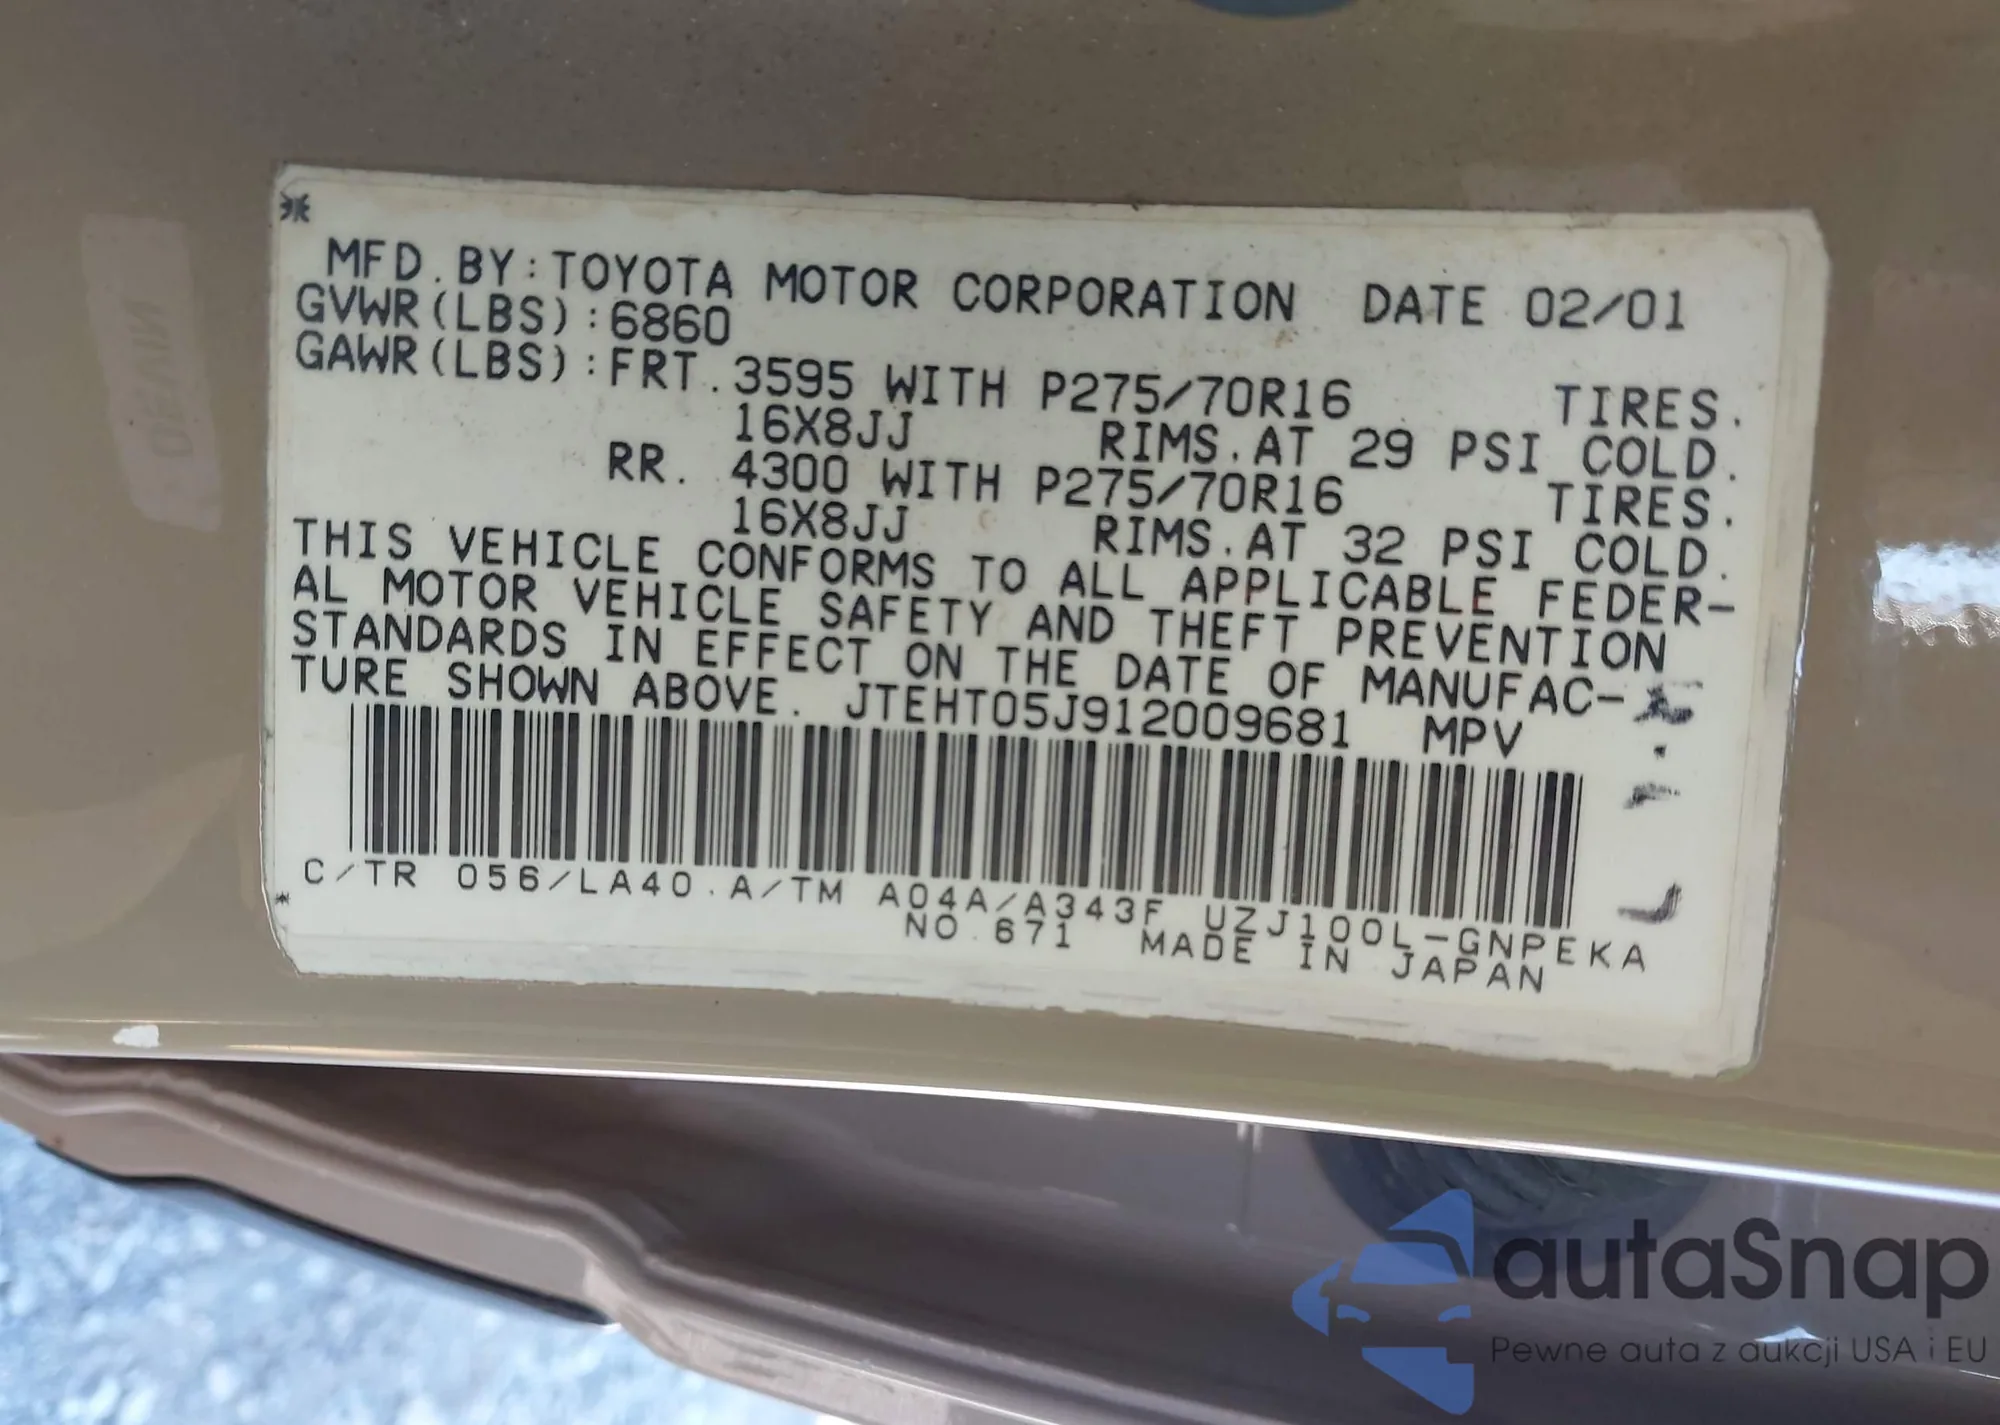 MFD.BY:TOYOTA MOTOR CORPORATION DATE 02/01
GVWR(LBS):6860
GAWR(LBS):FRT.3595 WITH P275/70R16 TIRES.
16X8JJ RIMS.AT 29 PSI COLD.
RR. 4300 WITH P275/70R16 TIRES.
16X8JJ RIMS.AT 32 PSI COLD.
THIS VEHICLE CONFORMS TO ALL APPLICABLE FEDER-
AL MOTOR VEHICLE SAFETY AND THEFT PREVENTION
STANDARDS IN EFFECT ON THE DATE OF MANUFAC-
TURE SHOWN ABOVE. JTEHT05J912009681 MPV
C/TR 056/LA40.A/TM A04A/A343F UZJ100L-GNPEKA
NO.671 MADE IN JAPAN
autaSnap
Pewne auta z aukcji USA i EU